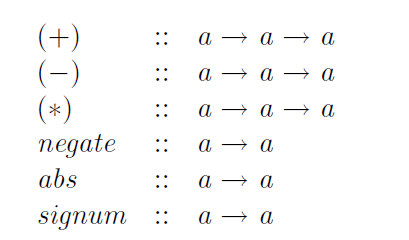 (+) :: a → a → a
(−) :: a → a → a
(∗) :: a → a → a
negate :: a → a
abs :: a → a
signum :: a → a